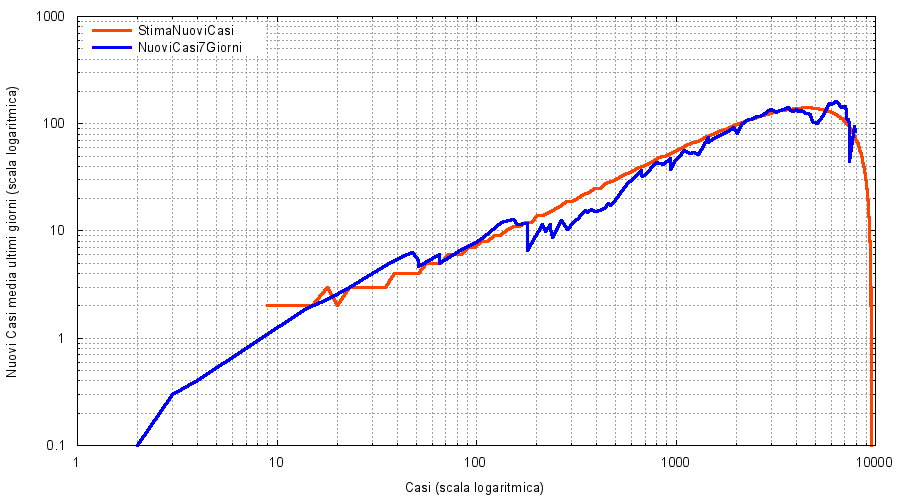 1000
100
10
1
0.1
Nuovi Casi media ultimi giorni (scala logaritmica)
StimaNuoviCasi
NuoviCasi7Giorni
1
10
100
1000
10000
Casi (scala logaritmica)